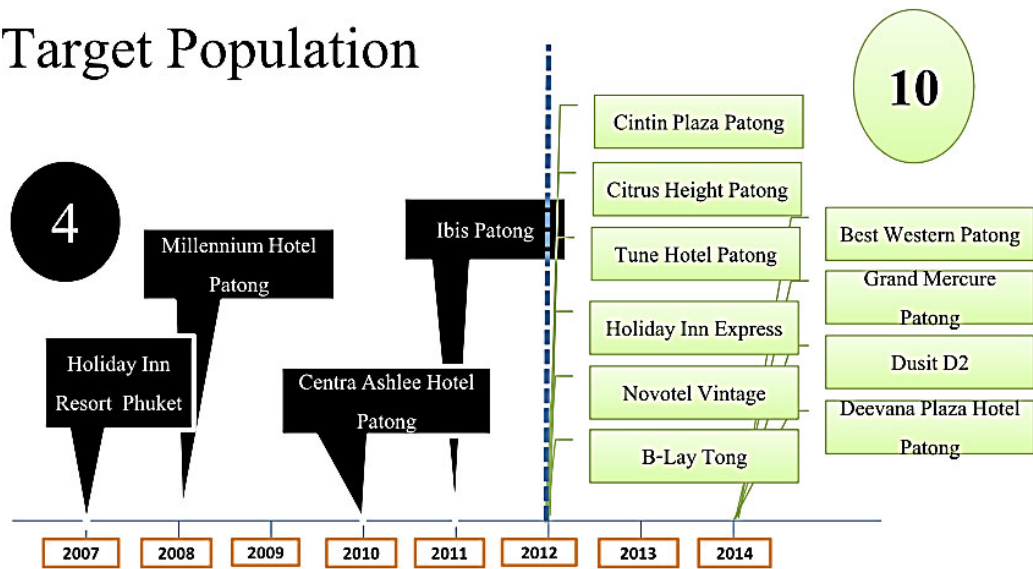 Target Population
10
4
Cintin Plaza Patong
Citrus Height Patong
Tune Hotel Patong
Holiday Inn Express
Novotel Vintage
B-Lay Tong
Best Western Patong
Grand Mercure
Patong
Dusit D2
Deevana Plaza Hotel
Patong
Ibis Patong
Millennium Hotel
Patong
Holiday Inn
Resort Phuket
Centra Ashlee Hotel
Patong
2007
2008
2009
2010
2011
2012
2013
2014